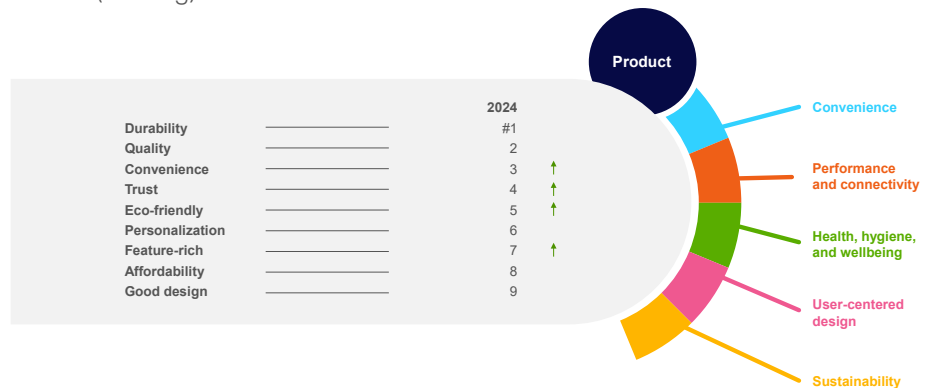 Product
2024
Durability #1
Quality 2
Convenience 3 ↑
Trust 4 ↑
Eco-friendly 5 ↑
Personalization 6
Feature-rich 7 ↑
Affordability 8
Good design 9
Convenience
Performance
and connectivity
Health, hygiene,
and wellbeing
User-centered
design
Sustainability